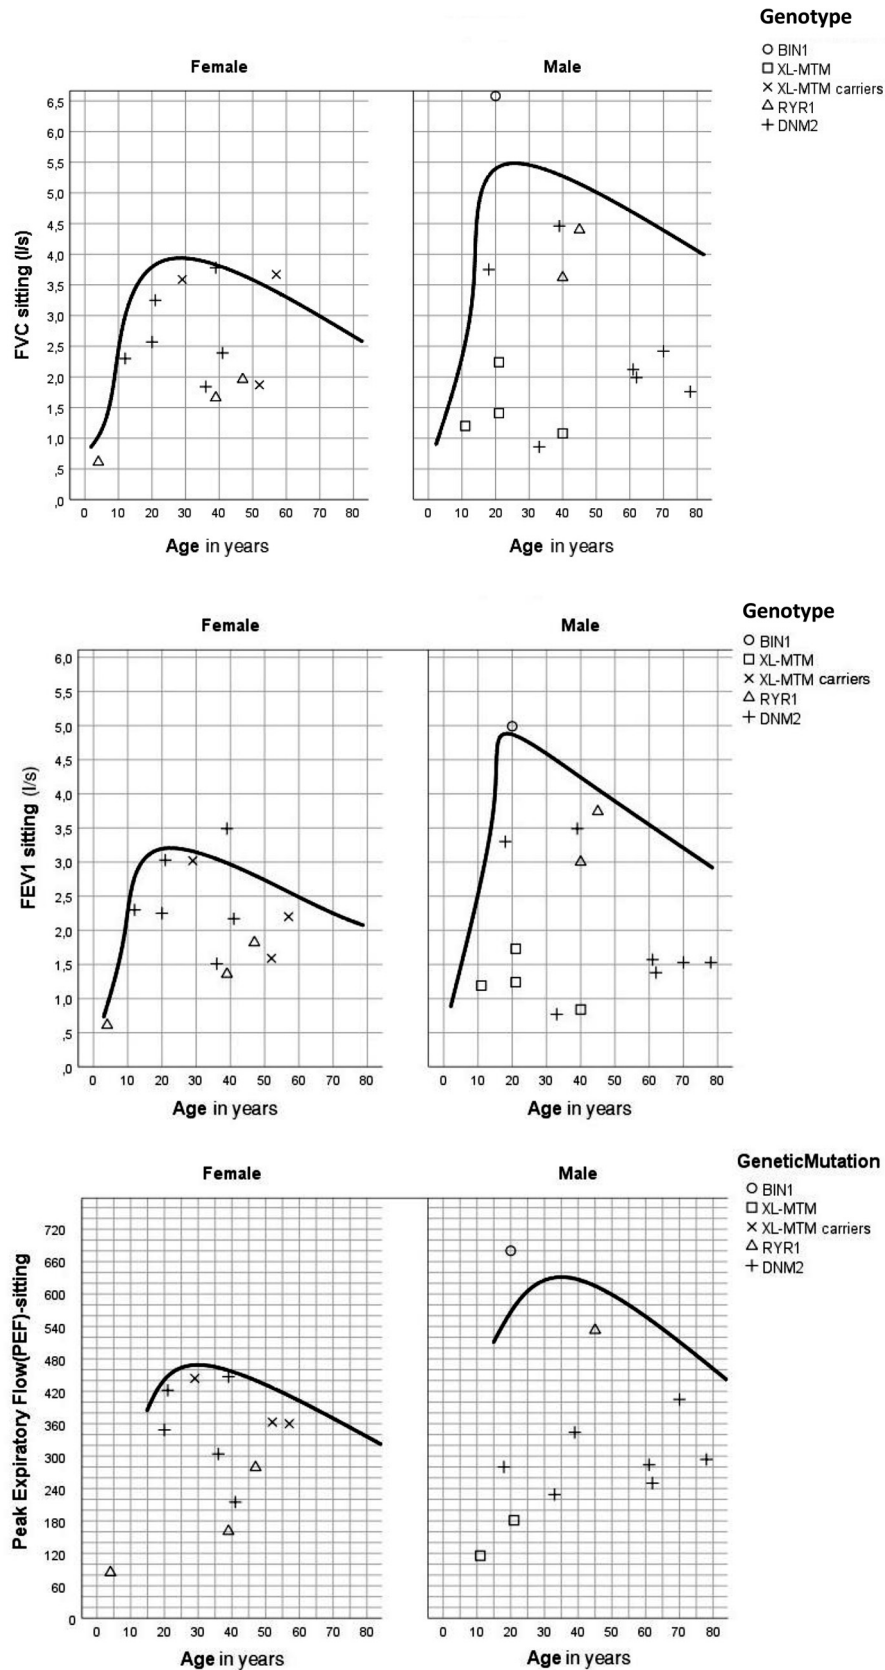 Genotype
BIN1
XL-MTM
XL-MTM carriers
RYR1
DNM2
Female Male
FVC sitting (l/s)
6,5
6,0
5,5
5,0
4,5
4,0
3,5
3,0
2,5
2,0
1,5
1,0
,5
,0
0 10 20 30 40 50 60 70 80 0 10 20 30 40 50 60 70 80
Age in years Age in years
Genotype
BIN1
XL-MTM
XL-MTM carriers
RYR1
DNM2
Female Male
FEV1 sitting (l/s)
6,0
5,5
5,0
4,5
4,0
3,5
3,0
2,5
2,0
1,5
1,0
,5
,0
0 10 20 30 40 50 60 70 80 0 10 20 30 40 50 60 70 80
Age in years Age in years
GeneticMutation
BIN1
XL-MTM
XL-MTM carriers
RYR1
DNM2
Female Male
Peak Expiratory Flow(PEF)-sitting
720
660
600
540
480
420
360
300
240
180
120
60
0
0 10 20 30 40 50 60 70 80 0 10 20 30 40 50 60 70 80
Age in years Age in years